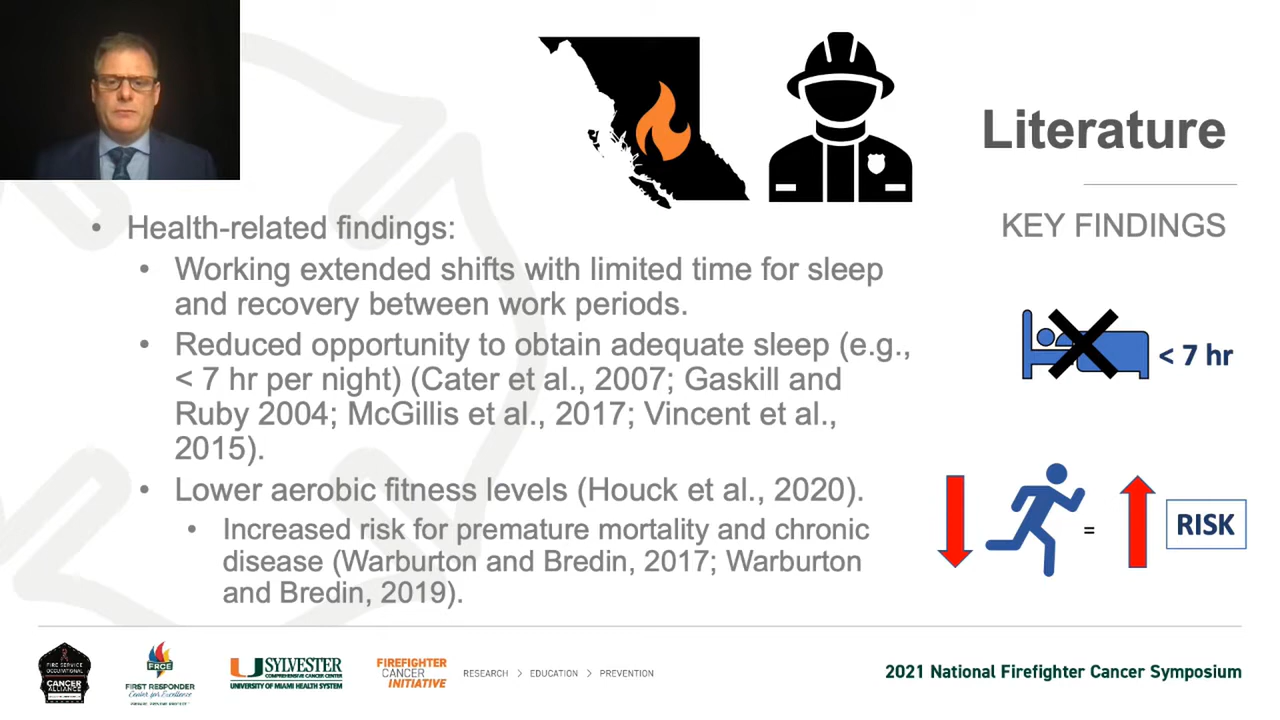 Literature
KEY FINDINGS
• Health-related findings:
• Working extended shifts with limited time for sleep
and recovery between work periods.
• Reduced opportunity to obtain adequate sleep (e.g.,
< 7 hr per night) (Cater et al., 2007; Gaskill and
Ruby 2004; McGillis et al., 2017; Vincent et al.,
2015).
• Lower aerobic fitness levels (Houck et al., 2020).
• Increased risk for premature mortality and chronic
disease (Warburton and Bredin, 2017; Warburton
and Bredin, 2019).
< 7 hr
=
RISK
FIRE SERVICE
OCCUPATIONAL
CANCER
ALLIANCE
FRCE
FIRST RESPONDER
Center for Excellence
SYLVESTER
COMPREHENSIVE CANCER CENTER
UNIVERSITY OF MIAMI HEALTH SYSTEM
FIREFIGHTER
CANCER
INITIATIVE
RESEARCH > EDUCATION > PREVENTION
2021 National Firefighter Cancer Symposium